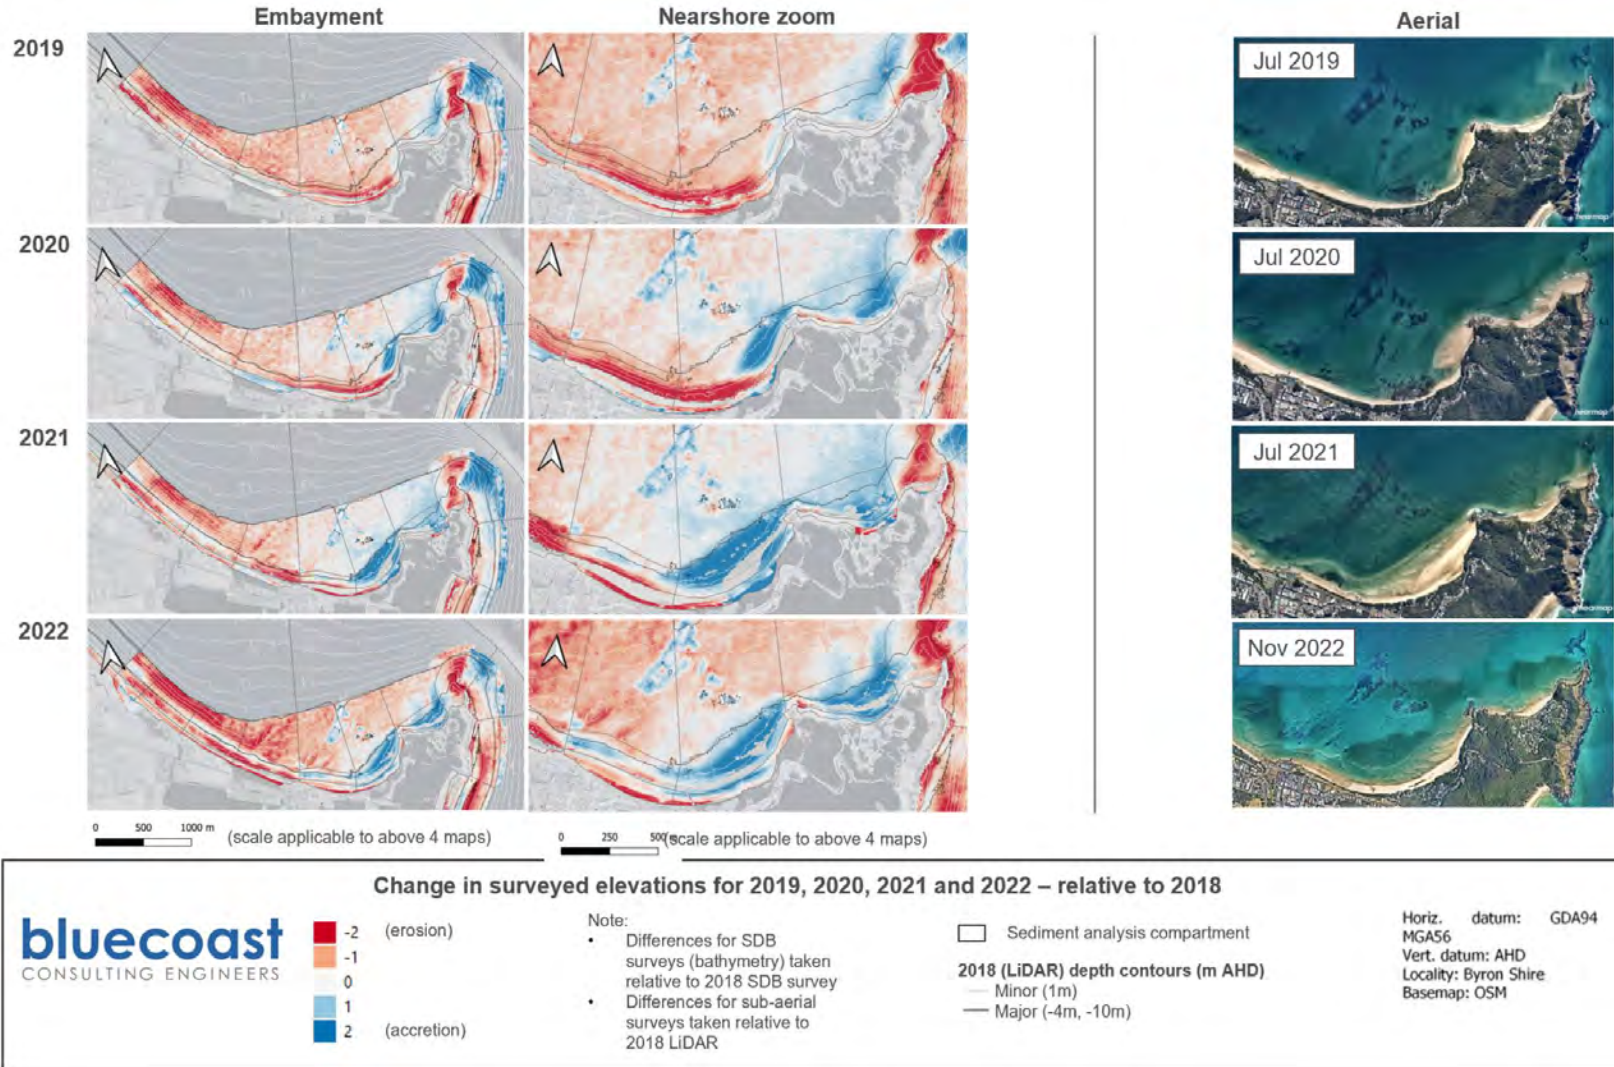 Embayment
Nearshore zoom
Aerial
2019
Jul 2019
nearmap
2020
Jul 2020
nearmap
2021
Jul 2021
nearmap
2022
Nov 2022
0 500 1000 m
(scale applicable to above 4 maps)
0 250 500 m
(scale applicable to above 4 maps)
Change in surveyed elevations for 2019, 2020, 2021 and 2022 – relative to 2018
bluecoast
CONSULTING ENGINEERS
-2 (erosion)
-1
0
1
2 (accretion)
Note:
• Differences for SDB
surveys (bathymetry) taken
relative to 2018 SDB survey
• Differences for sub-aerial
surveys taken relative to
2018 LiDAR
Sediment analysis compartment
2018 (LiDAR) depth contours (m AHD)
Minor (1m)
Major (-4m, -10m)
Horiz. datum: GDA94
MGA56
Vert. datum: AHD
Locality: Byron Shire
Basemap: OSM